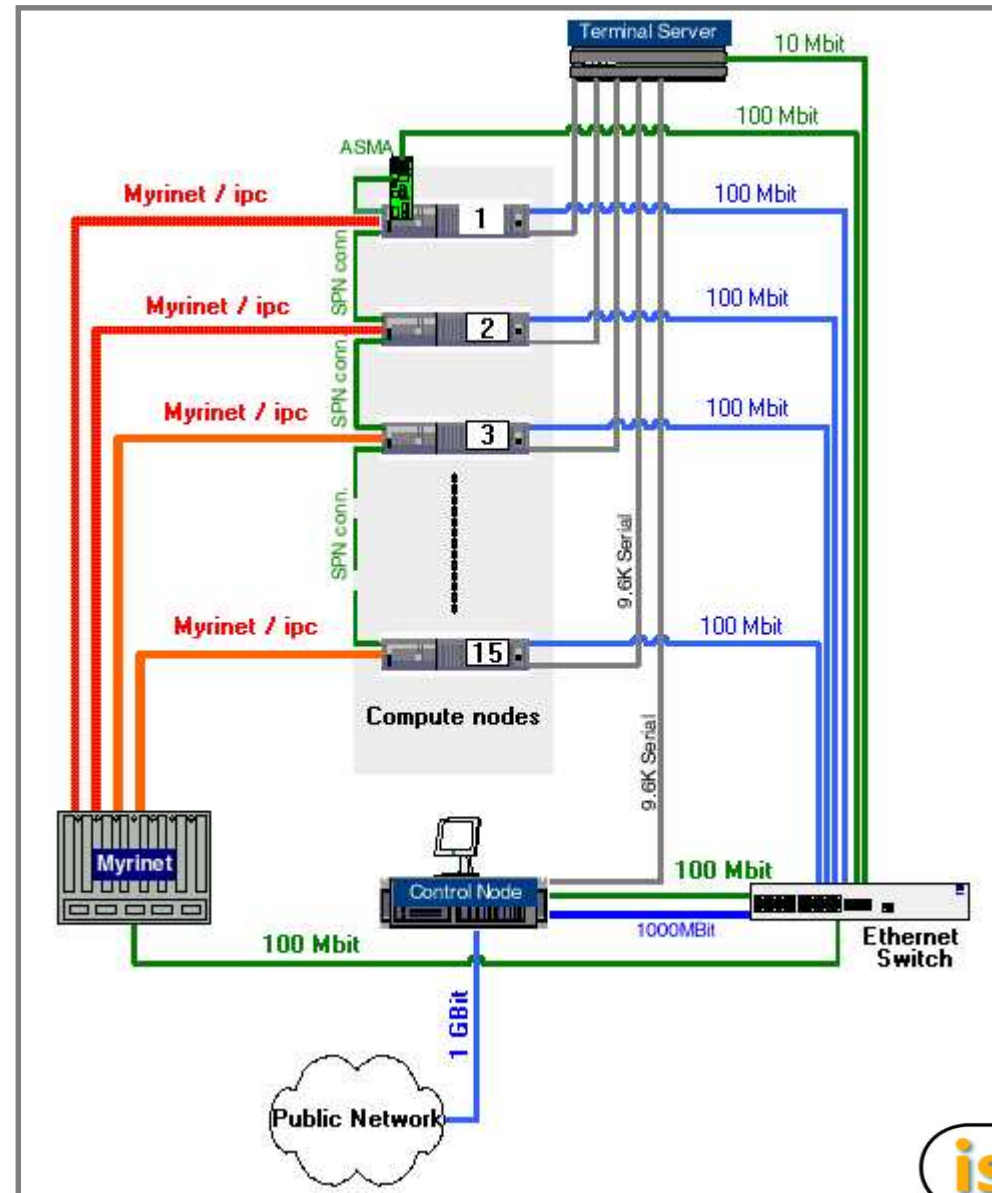 Terminal Server
10 Mbit
100 Mbit
ASMA
Myrinet / ipc
1
100 Mbit
SPN conn
Myrinet / ipc
2
100 Mbit
SPN conn
Myrinet / ipc
3
100 Mbit
SPN conn.
9.6K Serial
Myrinet / ipc
15
100 Mbit
Compute nodes
9.6K Serial
Myrinet
Control Node
100 Mbit
1000MBit
Ethernet
Switch
100 Mbit
1 GBit
Public Network
is